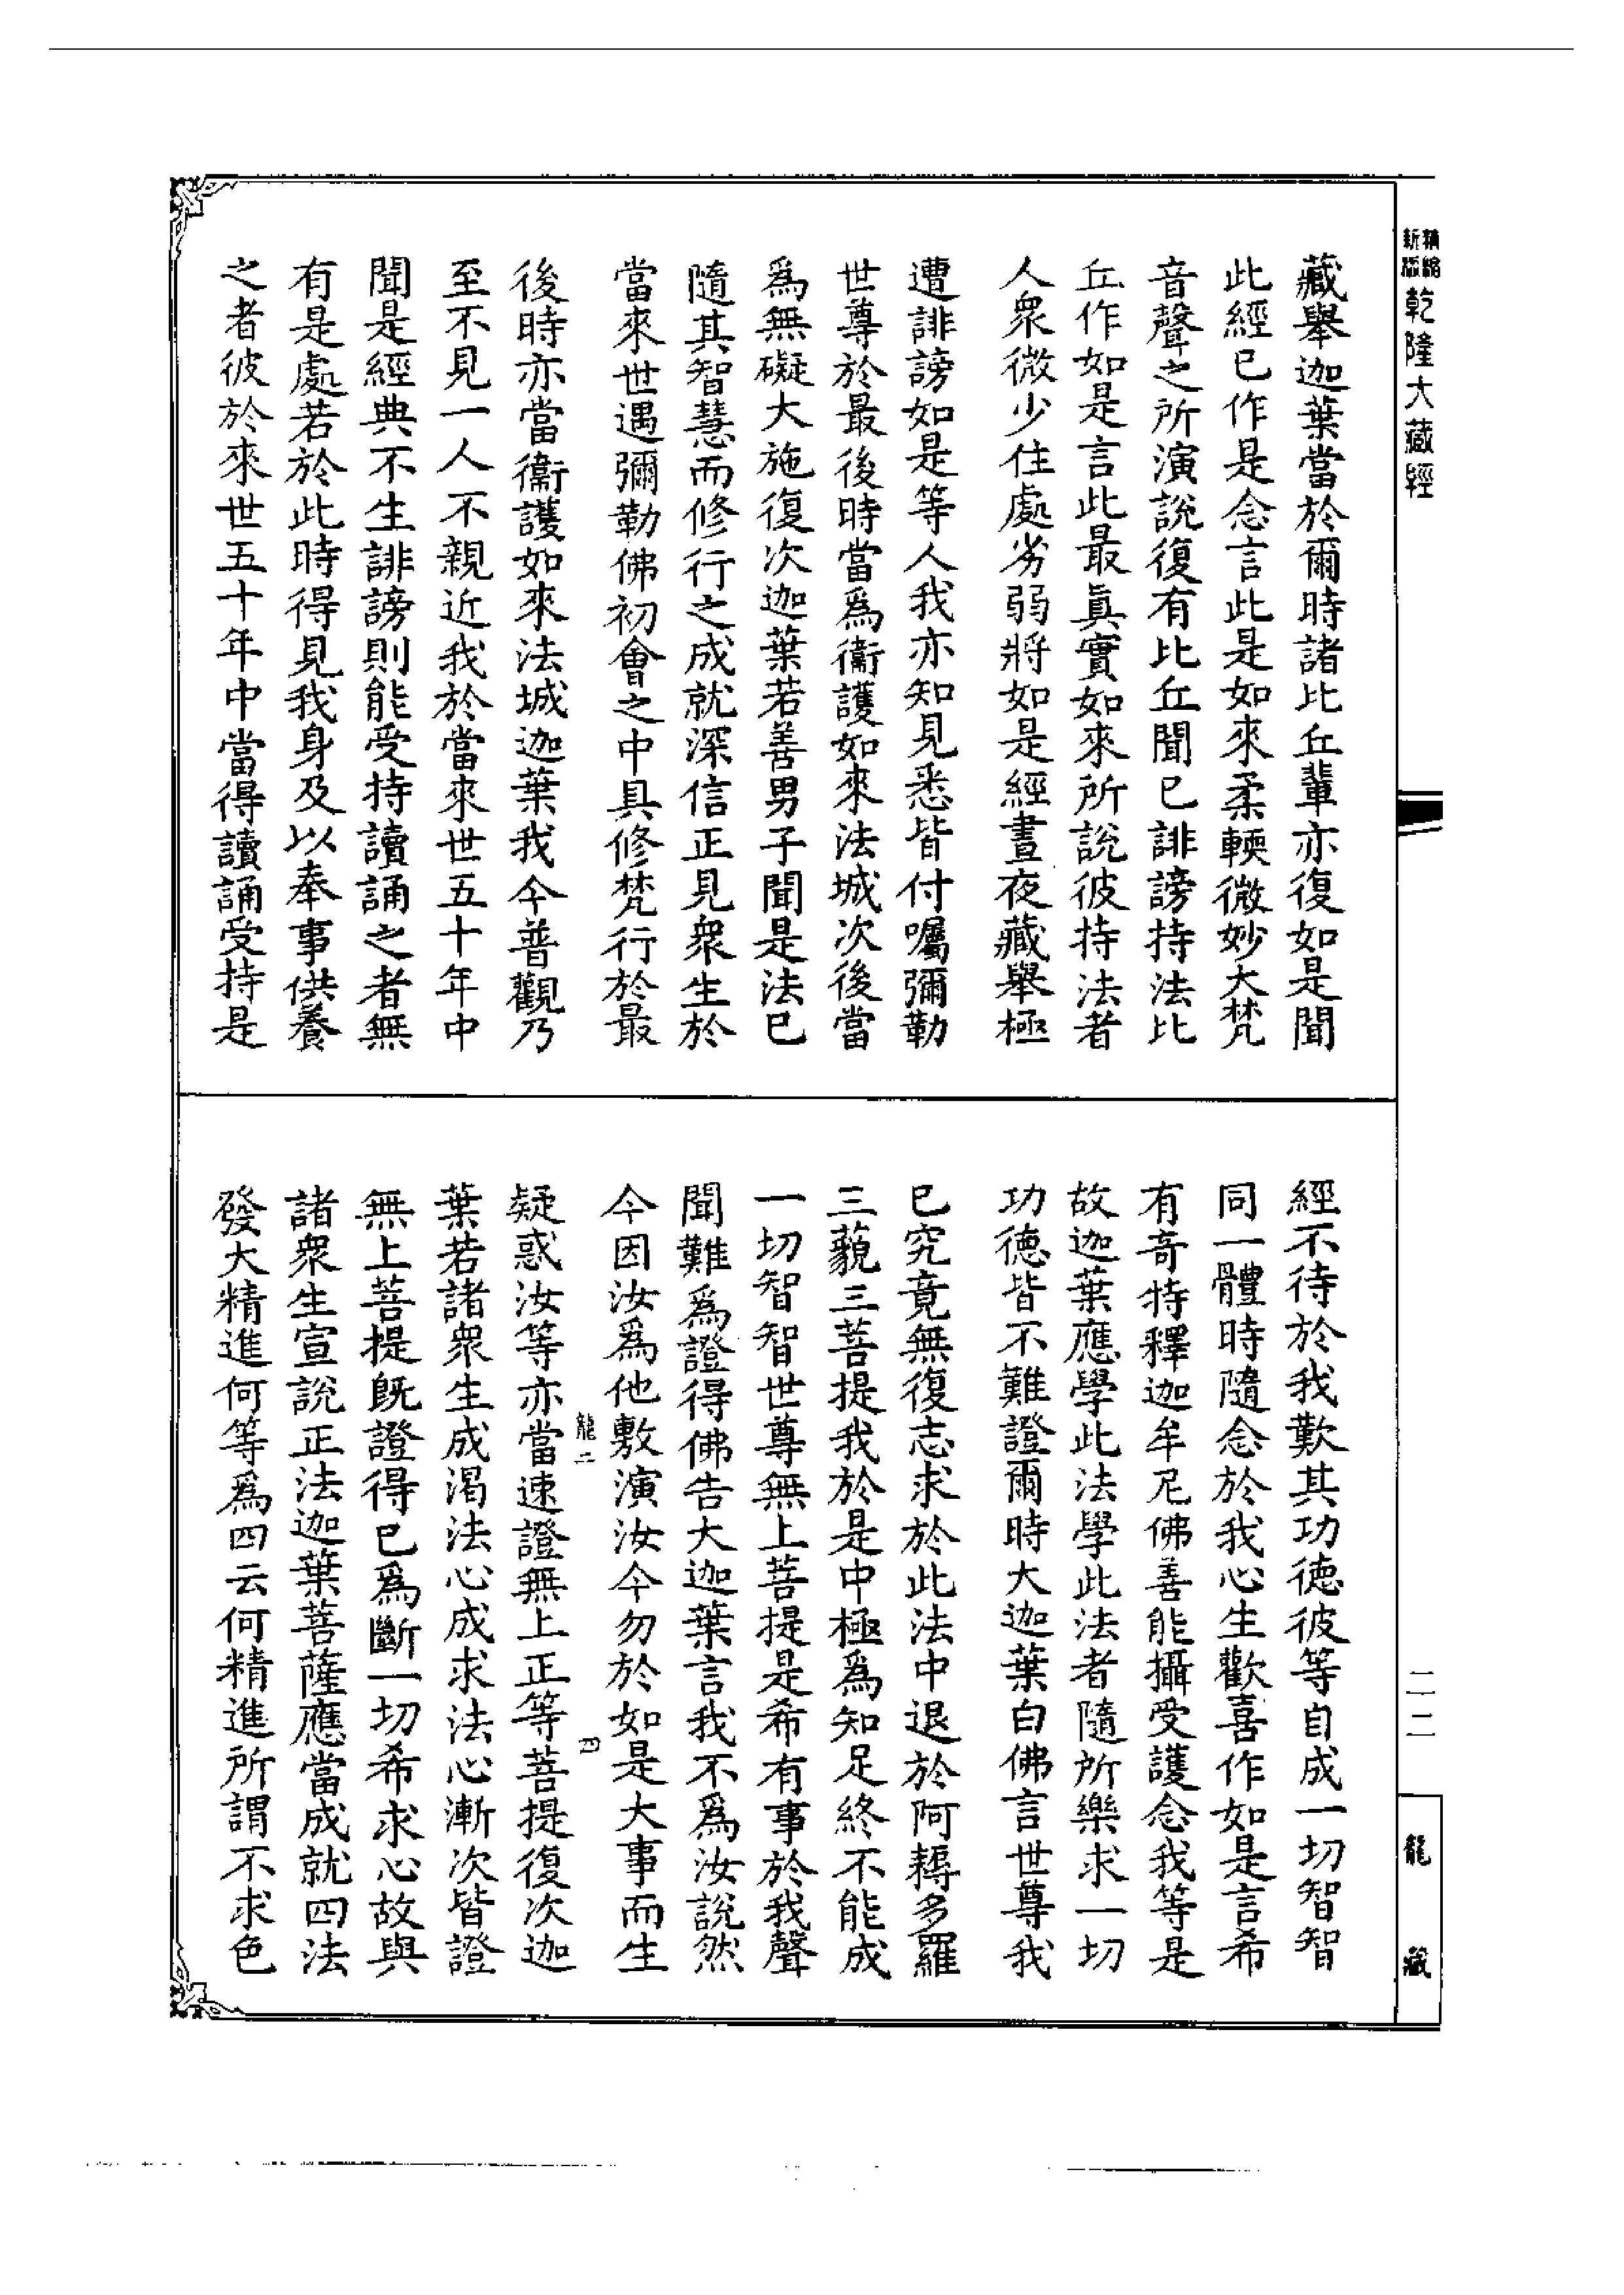 新編縮版乾隆大藏經
藏舉迦葉當於爾時諸比丘輩亦復如是聞
此經已作是念言此是如來柔輭微妙大梵
音聲之所演說復有比丘聞已誹謗持法比
丘作如是言此最真實如來所說彼持法者
人衆微少住處劣弱將如是經晝夜藏舉極
遭誹謗如是等人我亦知見悉皆付囑彌勒
世尊於最後時當爲衞護如來法城次後當
爲無礙大施復次迦葉若善男子聞是法已
隨其智慧而修行之成就深信正見衆生於
當來世遇彌勒佛初會之中具修梵行於最
後時亦當衞護如來法城迦葉我今普觀乃
至不見一人不親近我於當來世五十年中
聞是經典不生誹謗則能受持讀誦之者無
有是處若於此時得見我身及以奉事供養
之者彼於來世五十年中當得讀誦受持是
經不待於我歎其功德彼等自成一切智智
同一體時隨念於我心生歡喜作如是言希
有奇特釋迦牟尼佛善能攝受護念我等是
故迦葉應學此法學此法者隨所樂求一切
功德皆不難證爾時大迦葉白佛言世尊我
已究竟無復志求於此法中退於阿耨多羅
三藐三菩提我於是中極爲知足終不能成
一切智智世尊無上菩提是希有事於我聲
聞難爲證得佛告大迦葉言我不爲汝說然
今因汝爲他敷演汝今勿於如是大事而生
龍二 四
疑惑汝等亦當速證無上正等菩提復次迦
葉若諸衆生成渴法心成求法心漸次皆證
無上菩提旣證得已爲斷一切希求心故與
諸衆生宣說正法迦葉菩薩應當成就四法
發大精進何等爲四云何精進所謂不求色
二二
龍藏